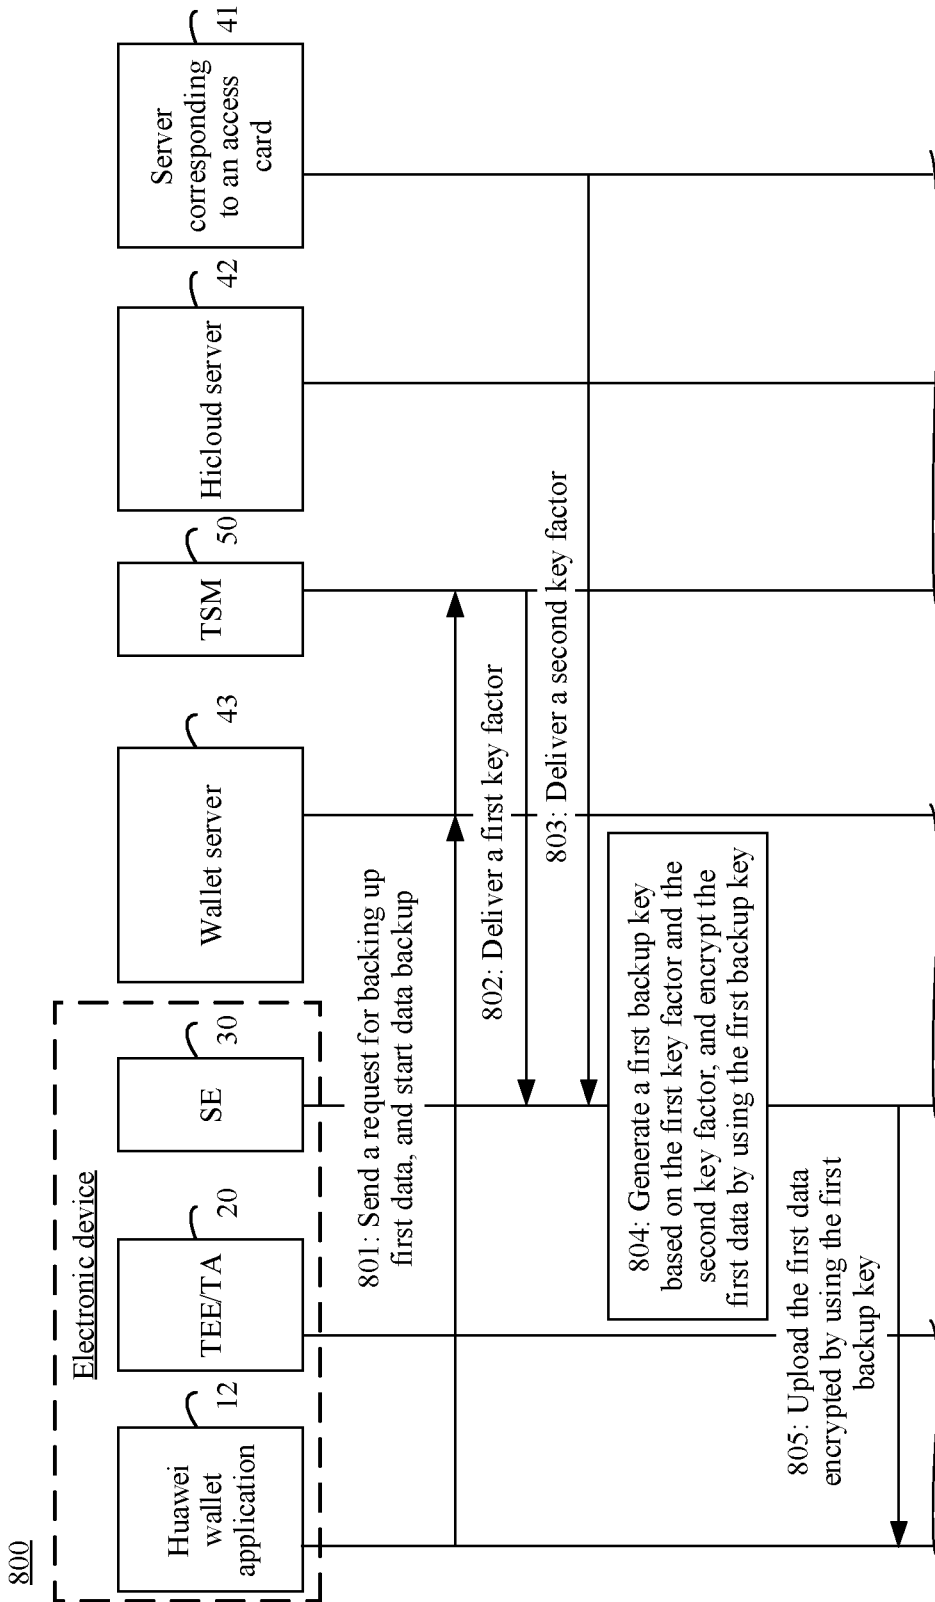 800
Electronic device
Huawei
wallet
application
12
TEE/TA
20
SE
30
Wallet server
43
TSM
50
Hicloud server
42
Server
corresponding
to an access
card
41
801: Send a request for backing up
first data, and start data backup
802: Deliver a first key factor
803: Deliver a second key factor
804: Generate a first backup key
based on the first key factor and the
second key factor, and encrypt the
first data by using the first backup key
805: Upload the first data
encrypted by using the first
backup key